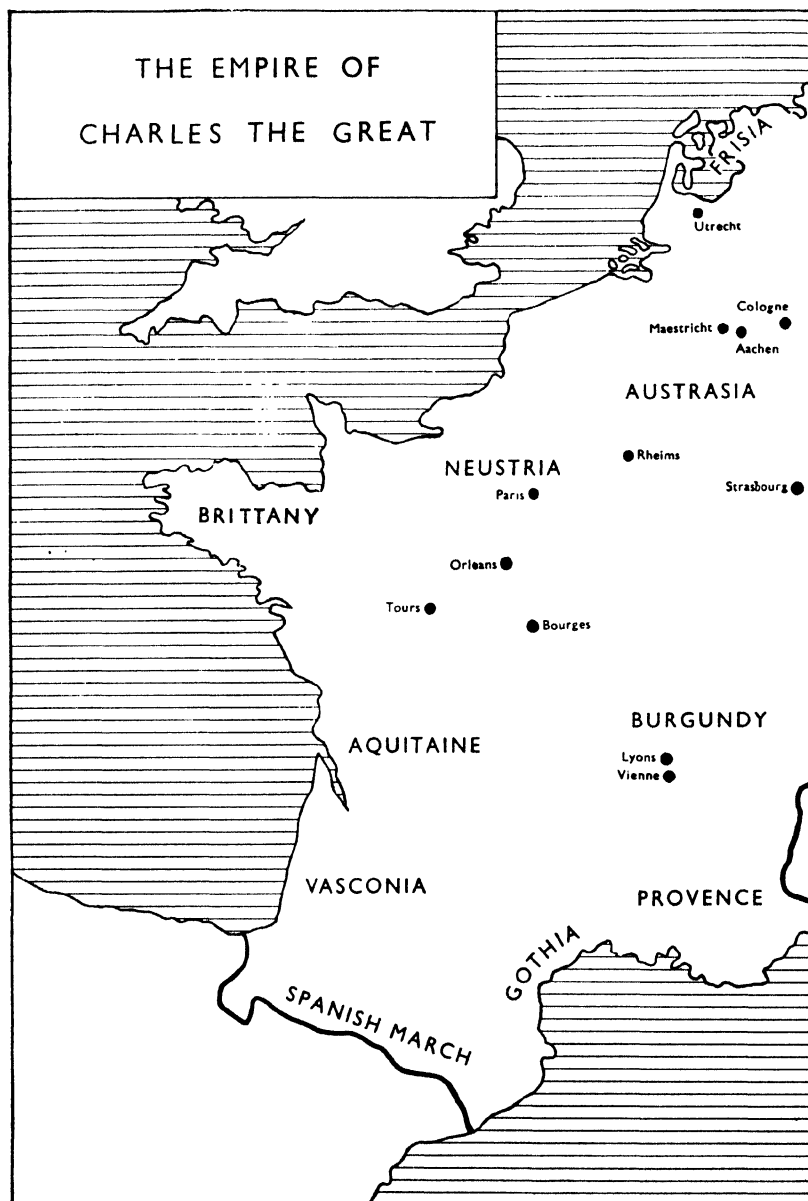 THE EMPIRE OF
CHARLES THE GREAT
FRISIA
Utrecht
Cologne
Maestricht
Aachen
AUSTRASIA
Rheims
NEUSTRIA
Paris
Strasbourg
BRITTANY
Orleans
Tours
Bourges
BURGUNDY
AQUITAINE
Lyons
Vienne
VASCONIA
PROVENCE
GOTHIA
SPANISH MARCH